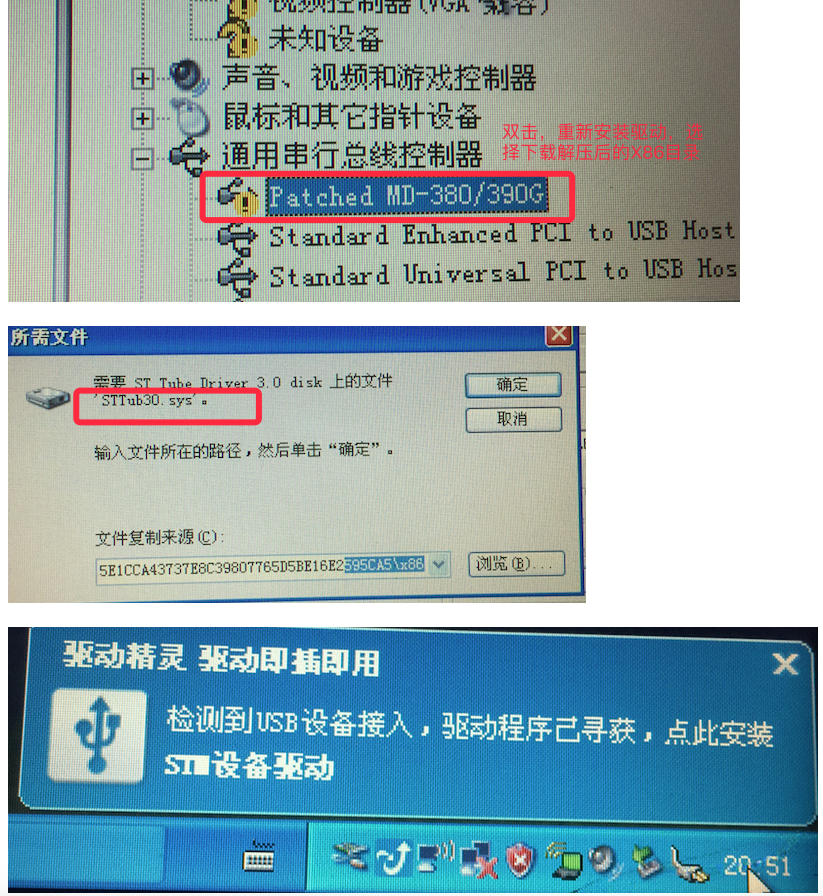 视频控制器(VGA 兼容)
未知设备
声音、视频和游戏控制器
鼠标和其它指针设备
双击，重新安装驱动，选
择下载解压后的X86目录
通用串行总线控制器
Patched MD-380/390G
Standard Enhanced PCI to USB Host
Standard Universal PCI to USB Hos
所需文件
需要 ST Tube Driver 3.0 disk 上的文件
'STTub30.sys'。
确定
取消
输入文件所在的路径，然后单击“确定”。
文件复制来源(C):
5E1CCA43737E8C39807765D5BE16E2595CA5\x86
浏览(B)...
驱动精灵 驱动即插即用
检测到USB设备接入，驱动程序已寻获，点此安装
STM设备驱动
20:51